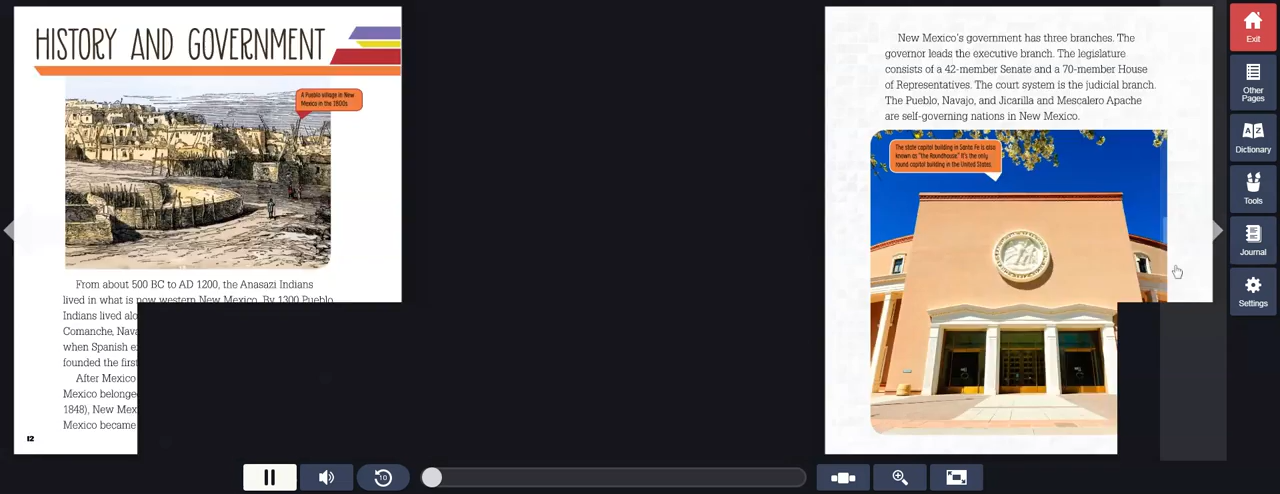 HISTORY AND GOVERNMENT
A Pueblo village in New
Mexico in the 1800s
From about 500 BC to AD 1200, the Anasazi Indians
lived in what is now western New Mexico. By 1300 Pueblo
Indians lived alo
Comanche, Nava
when Spanish e
founded the first
After Mexico
Mexico belonge
1848), New Mex
Mexico became
12
New Mexico's government has three branches. The
governor leads the executive branch. The legislature
consists of a 42-member Senate and a 70-member House
of Representatives. The court system is the judicial branch.
The Pueblo, Navajo, and Jicarilla and Mescalero Apache
are self-governing nations in New Mexico.
The state capitol building in Santa Fe is also
known as "the Roundhouse." It's the only
round capitol building in the United States.
Exit
Other
Pages
A Z
Dictionary
Tools
Journal
Settings
10